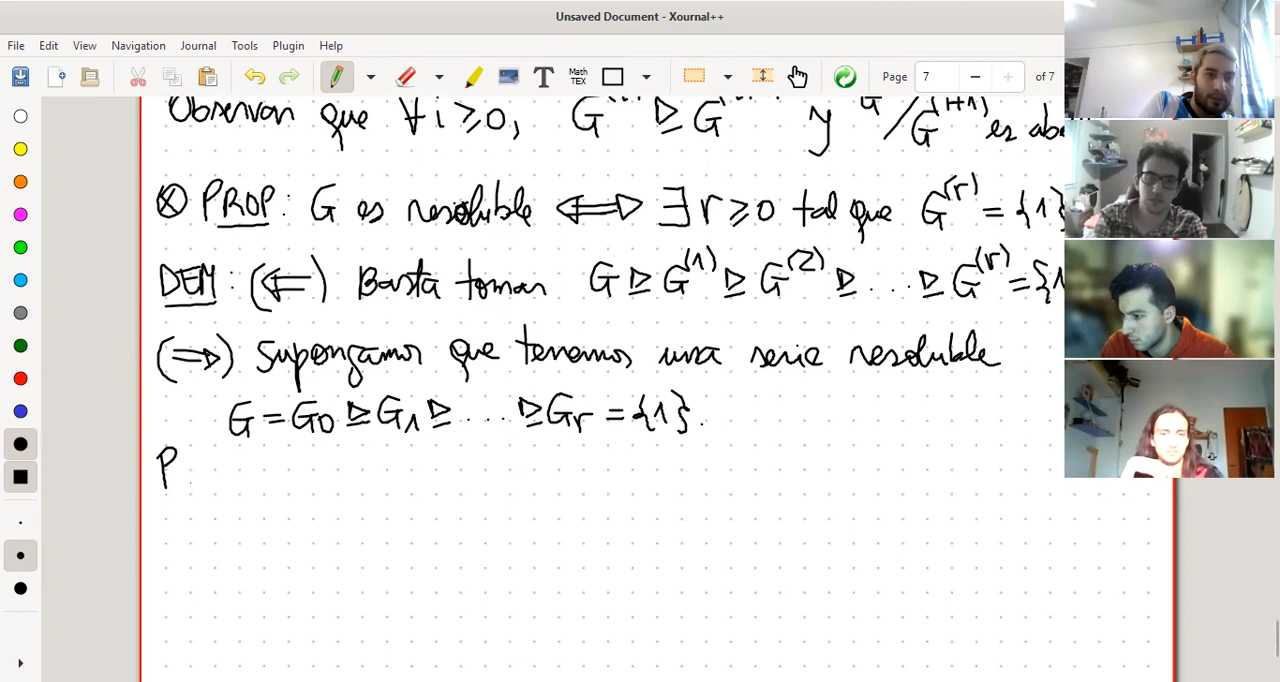 Unsaved Document - Xournal++
File Edit View Navigation Journal Tools Plugin Help
T Math TEX Page 7 of 7
Observan que ∀ i ≥ 0, G ⊵ G y G / G^(i+1) es abe
⊗ PROP: G es resoluble ⟺ ∃ r ≥ 0 tal que G^(r) = {1}
DEM: (⟸) Basta tomar G ⊵ G^(1) ⊵ G^(2) ⊵ ... ⊵ G^(r) = {1
(⟹) Supongamos que tenemos una serie resoluble
G = G₀ ⊵ G₁ ⊵ .... ⊵ Gᵣ = {1}.
P